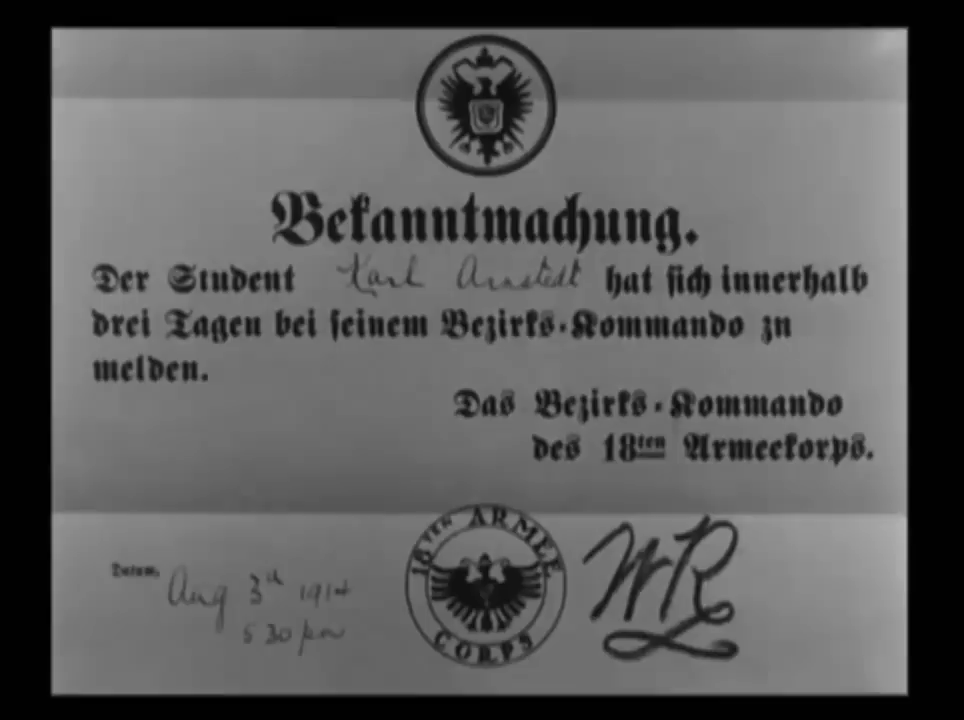 Bekanntmachung.
Der Student Karl Arnstedt hat sich innerhalb
drei Tagen bei seinem Bezirks-Kommando zu
melden.
Das Bezirks-Kommando
des 18ten Armeekorps.
Datum,
Aug 3rd 1914
5 30 pm
18TEN ARMEE
CORPS
WR